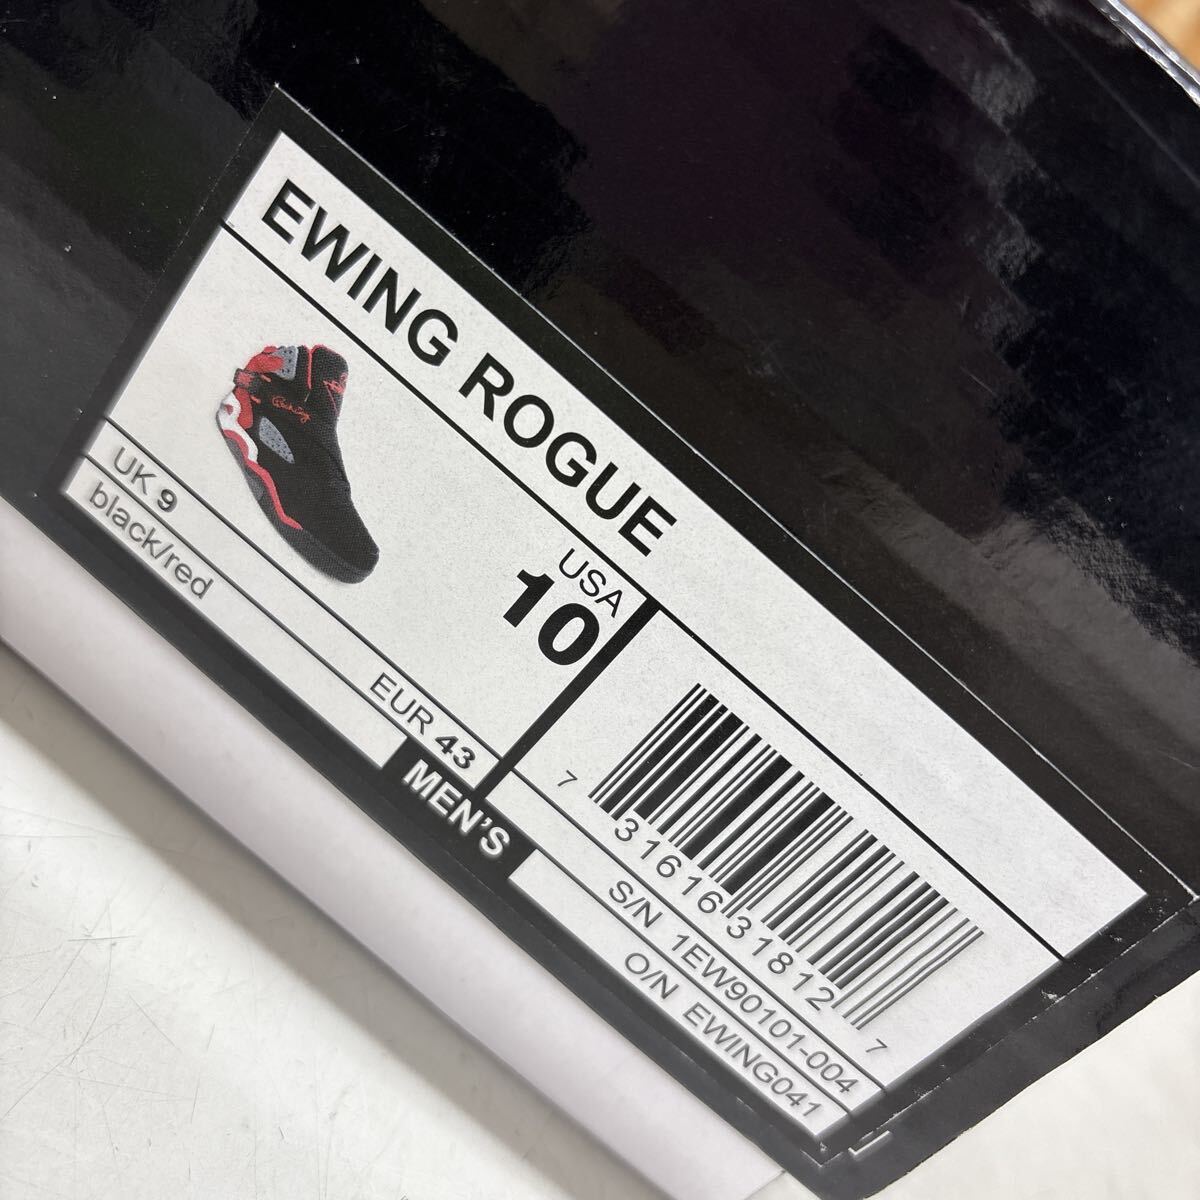 EWING ROGUE
USA
10
UK 9
EUR 43
black/red
MEN'S
7 31616 31812 7
S/N 1EW90101-004
O/N EWING041